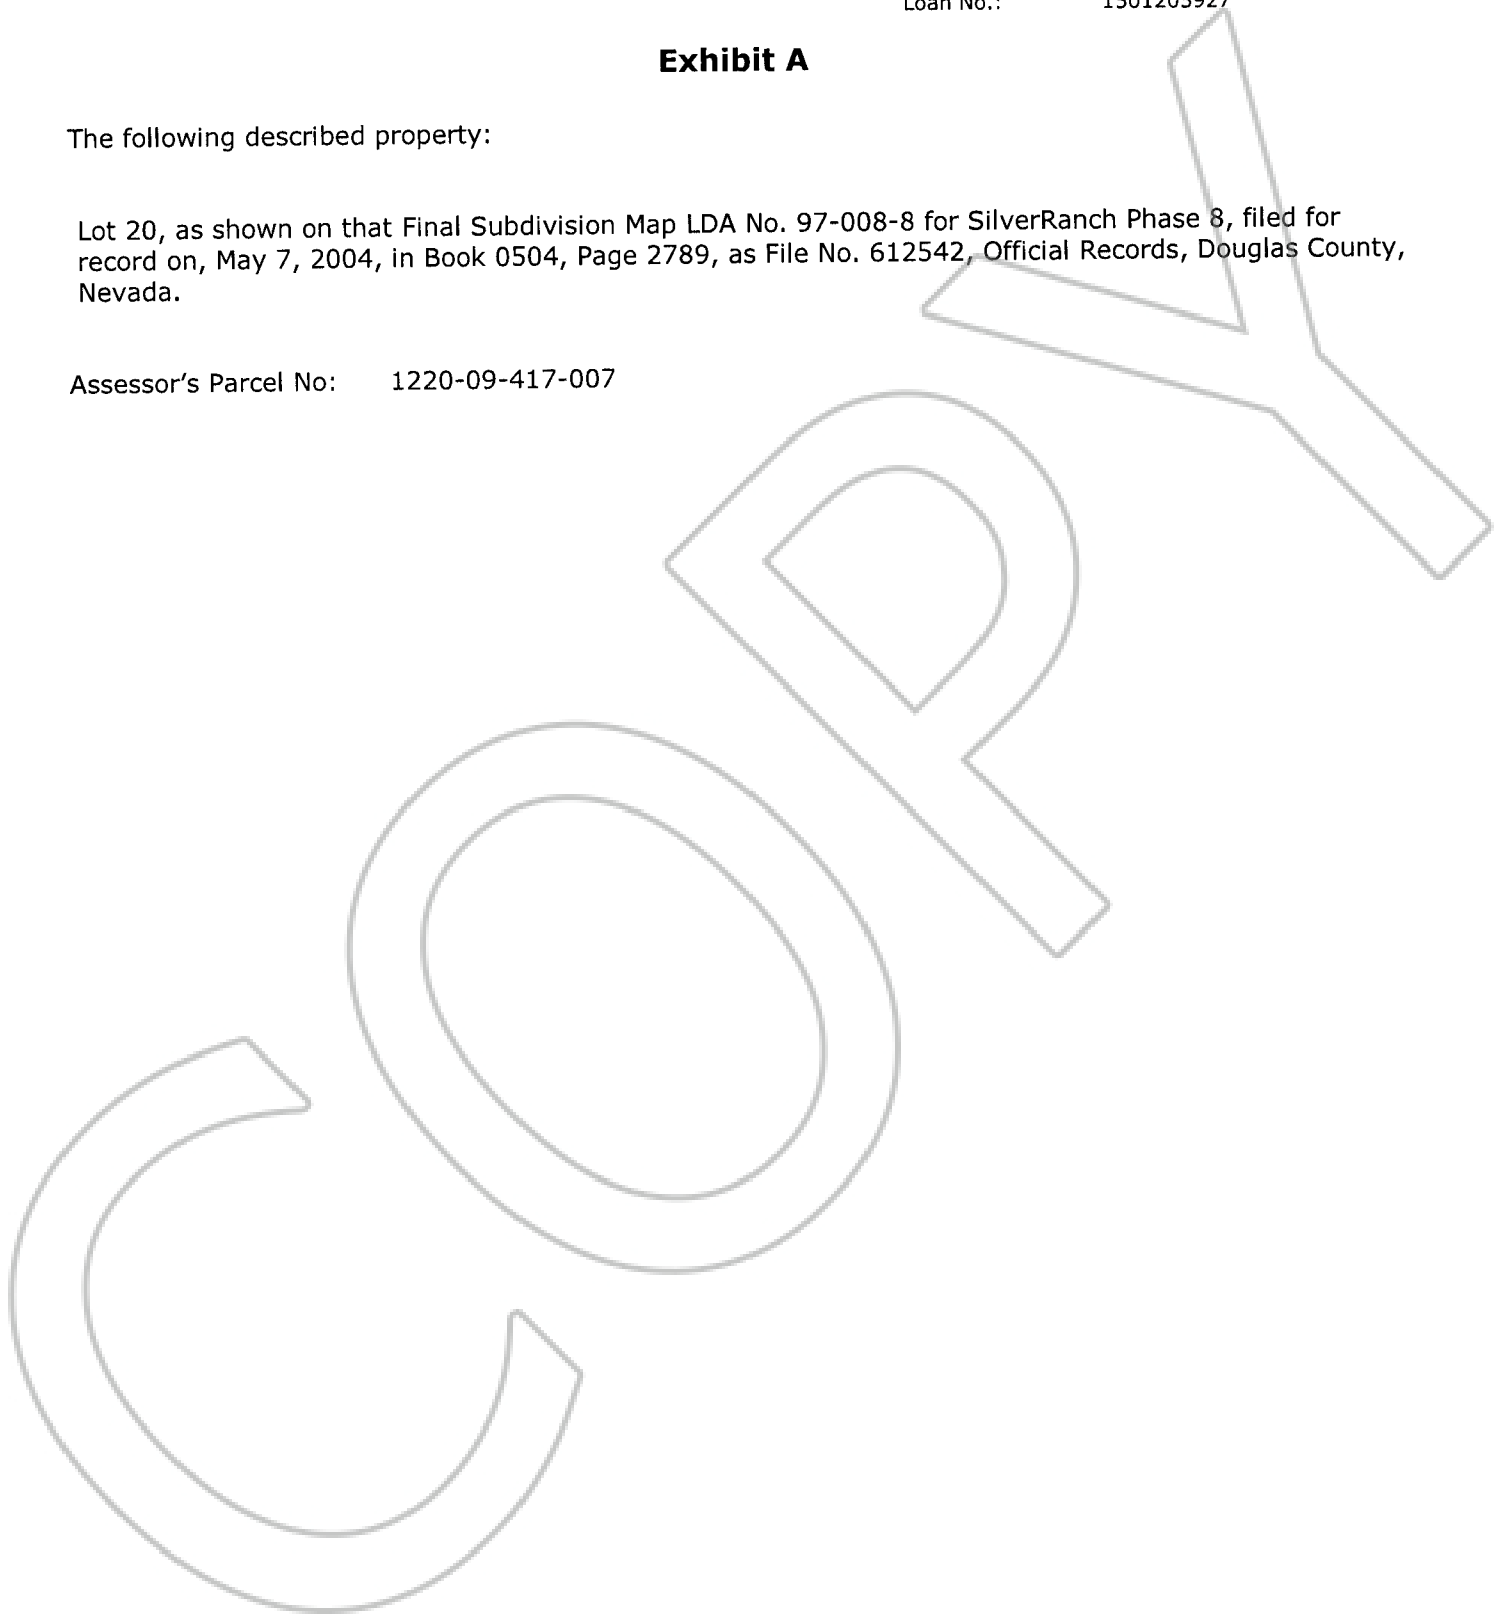 Loan No.:
Exhibit A
The following described property:
Lot 20, as shown on that Final Subdivision Map LDA No. 97-008-8 for SilverRanch Phase 8, filed for
record on, May 7, 2004, in Book 0504, Page 2789, as File No. 612542, Official Records, Douglas County,
Nevada.
Assessor's Parcel No: 1220-09-417-007
COPY